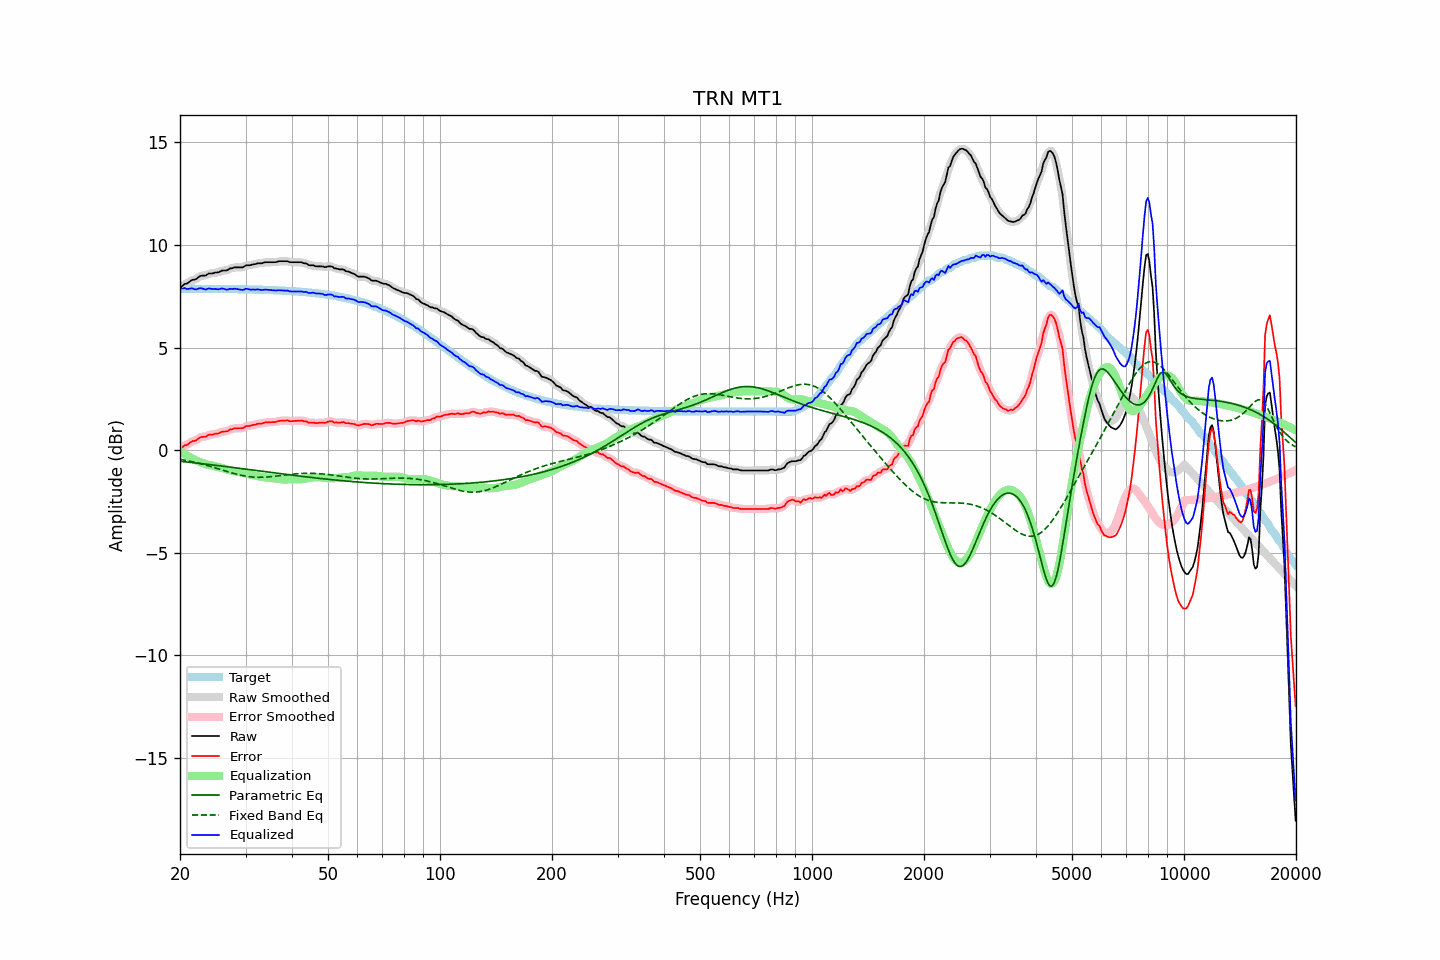 TRN MT1
Amplitude (dBr)
15
10
5
0
−5
−10
−15
Target
Raw Smoothed
Error Smoothed
Raw
Error
Equalization
Parametric Eq
Fixed Band Eq
Equalized
20 50 100 200 500 1000 2000 5000 10000 20000
Frequency (Hz)